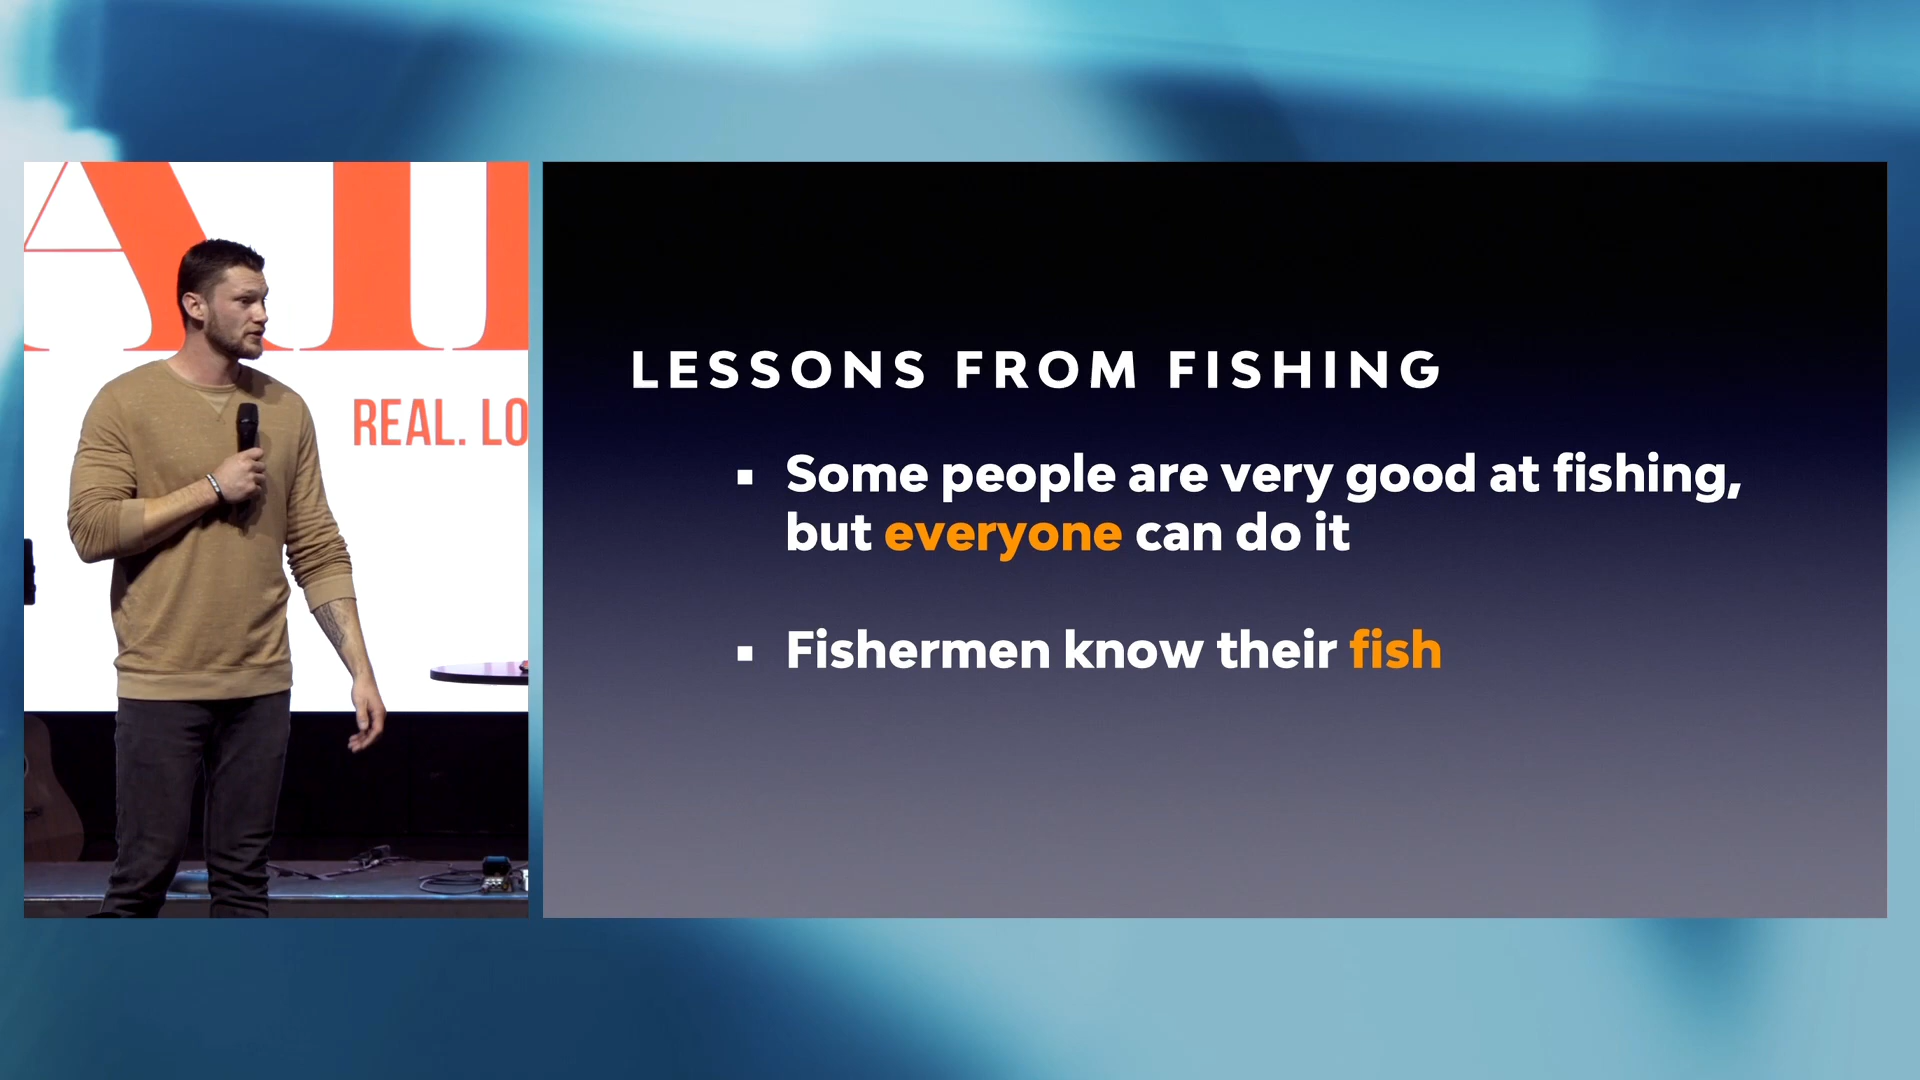 REAL. LO
LESSONS FROM FISHING
▪ Some people are very good at fishing,
but everyone can do it
▪ Fishermen know their fish